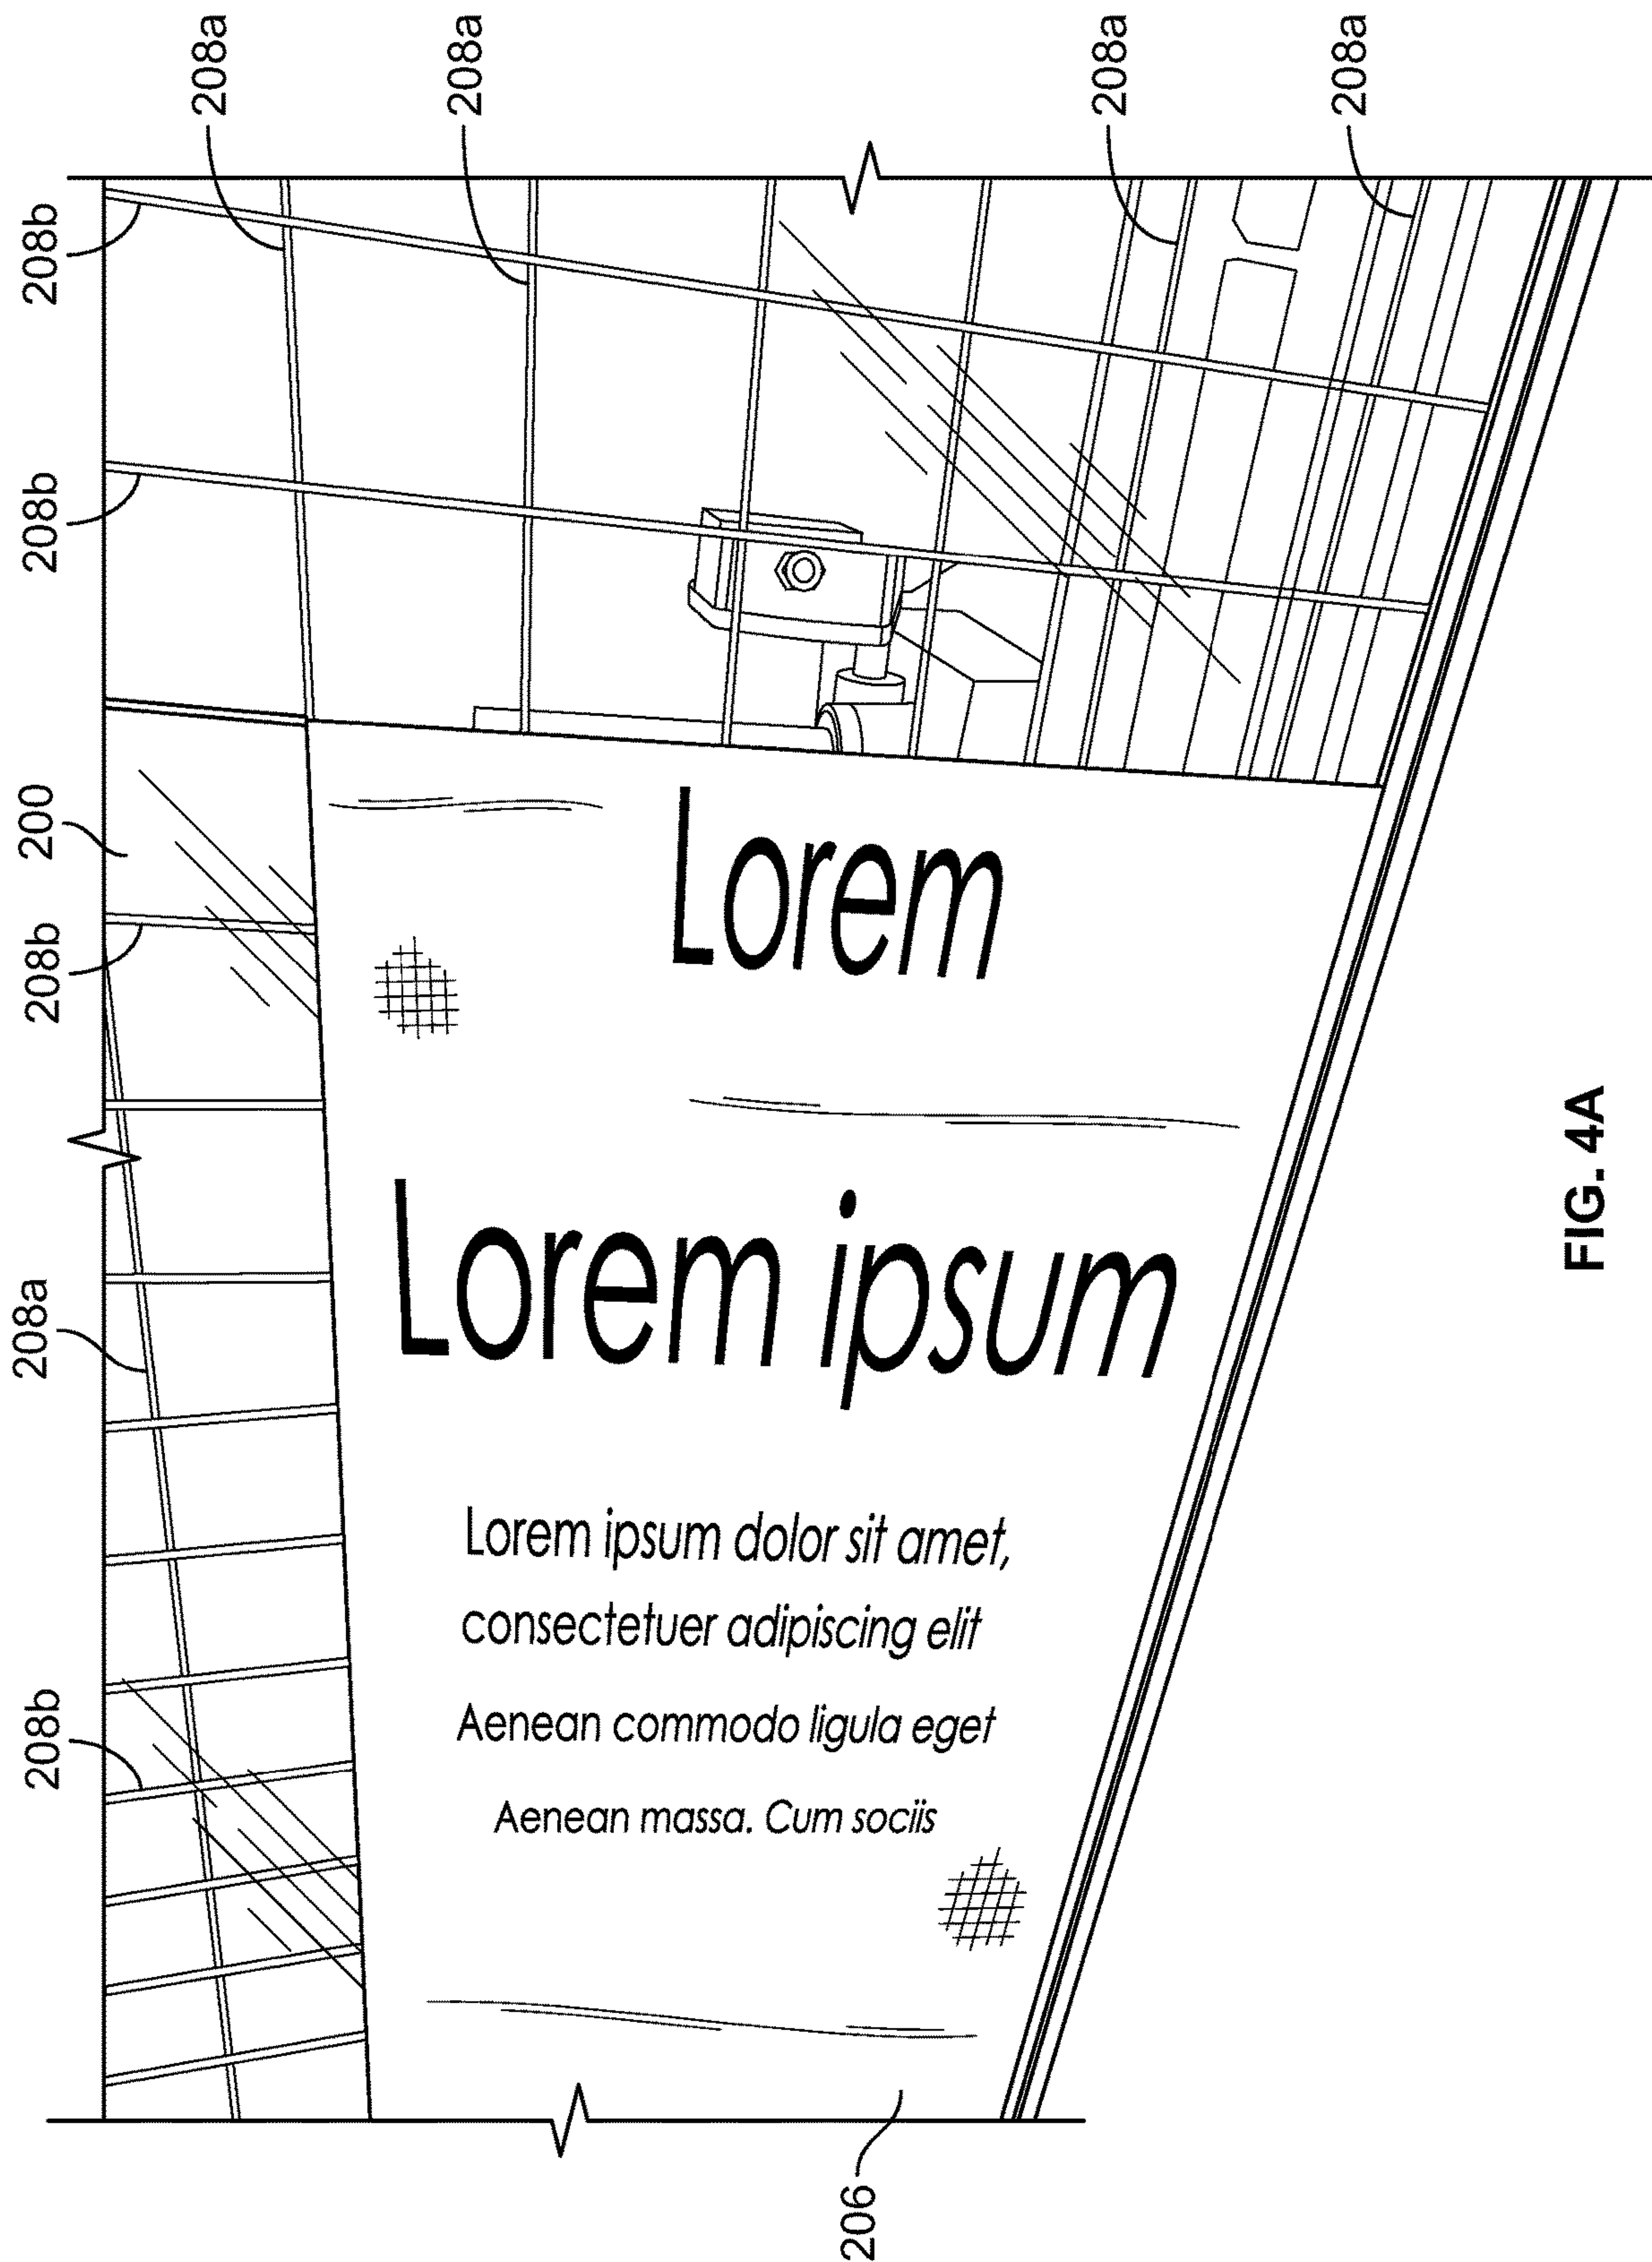 208a
208a
208a
208a
208b
208b
200
208b
208a
208b
Lorem
Lorem ipsum
Lorem ipsum dolor sit amet,
consectetuer adipiscing elit
Aenean commodo ligula eget
Aenean massa. Cum sociis
206
FIG. 4A